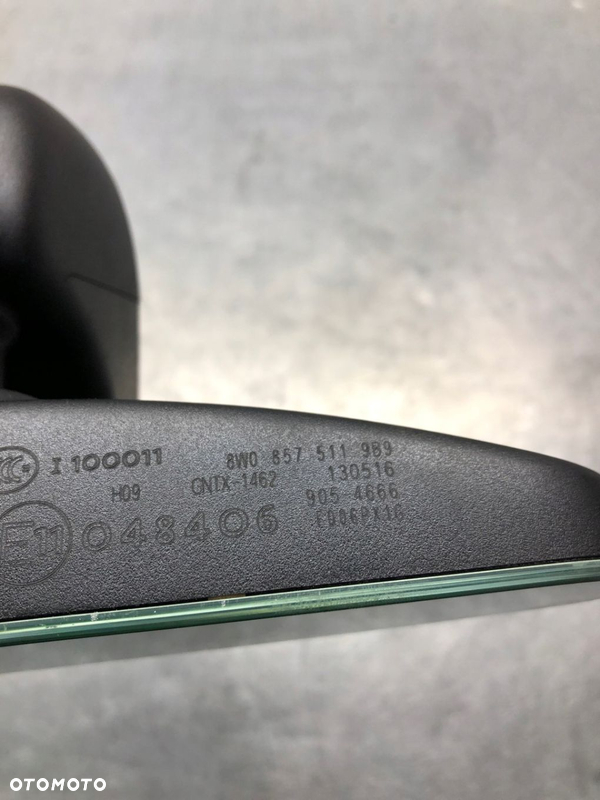 I 100011
8W0 857 511 989
H09 GNTX-1462 130516
905 4666
E11 048406
OTOMOTO